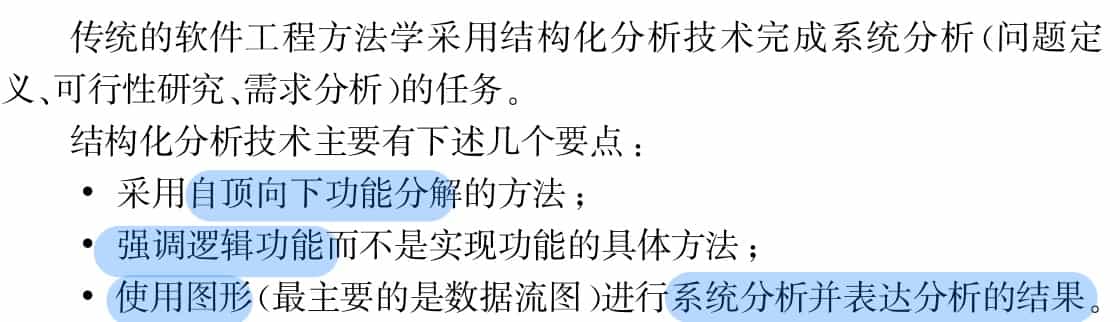 传统的软件工程方法学采用结构化分析技术完成系统分析(问题定
义、可行性研究、需求分析)的任务。
结构化分析技术主要有下述几个要点:
• 采用自顶向下功能分解的方法;
• 强调逻辑功能而不是实现功能的具体方法;
• 使用图形(最主要的是数据流图)进行系统分析并表达分析的结果。